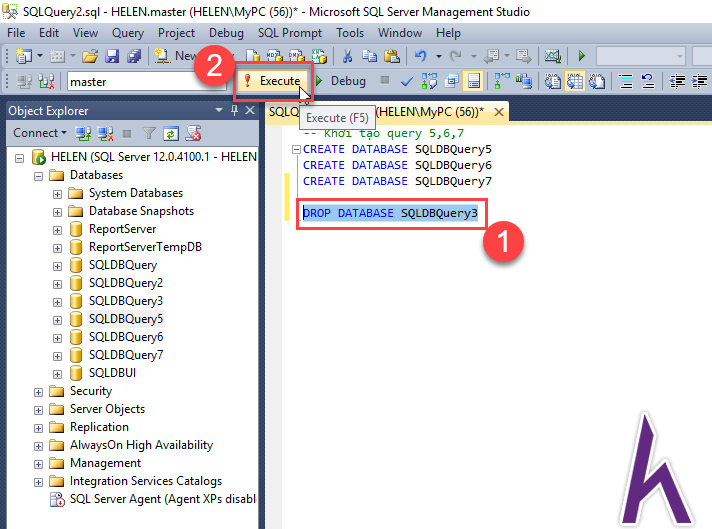 SQLQuery2.sql - HELEN.master (HELEN\MyPC (56))* - Microsoft SQL Server Management Studio
File Edit View Query Project Debug SQL Prompt Tools Window Help
New
2
master
Execute
Debug
Object Explorer
SQLQ
(HELEN\MyPC (56))*
Execute (F5)
Connect
-- Khởi tạo query 5,6,7
CREATE DATABASE SQLDBQuery5
CREATE DATABASE SQLDBQuery6
CREATE DATABASE SQLDBQuery7
DROP DATABASE SQLDBQuery3
1
HELEN (SQL Server 12.0.4100.1 - HELEN
Databases
System Databases
Database Snapshots
ReportServer
ReportServerTempDB
SQLDBQuery
SQLDBQuery2
SQLDBQuery3
SQLDBQuery5
SQLDBQuery6
SQLDBQuery7
SQLDBUI
Security
Server Objects
Replication
AlwaysOn High Availability
Management
Integration Services Catalogs
SQL Server Agent (Agent XPs disabl